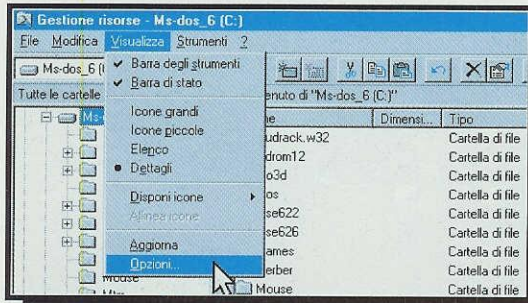 Gestione risorse - Ms-dos_6 (C:)
File Modifica Visualizza Strumenti ?
Ms-dos_6 (
Barra degli strumenti
Barra di stato
Tutte le cartelle
enuto di "Ms-dos_6 (C:)"
Icone grandi
Icone piccole
Elenco
Dettagli
Disponi icone
Allinea icone
Aggiorna
Opzioni...
Dimensi... Tipo
udrack.w32 Cartella di file
drom12 Cartella di file
o3d Cartella di file
os Cartella di file
se622 Cartella di file
se626 Cartella di file
ames Cartella di file
erber Cartella di file
Mouse Mouse Cartella di file